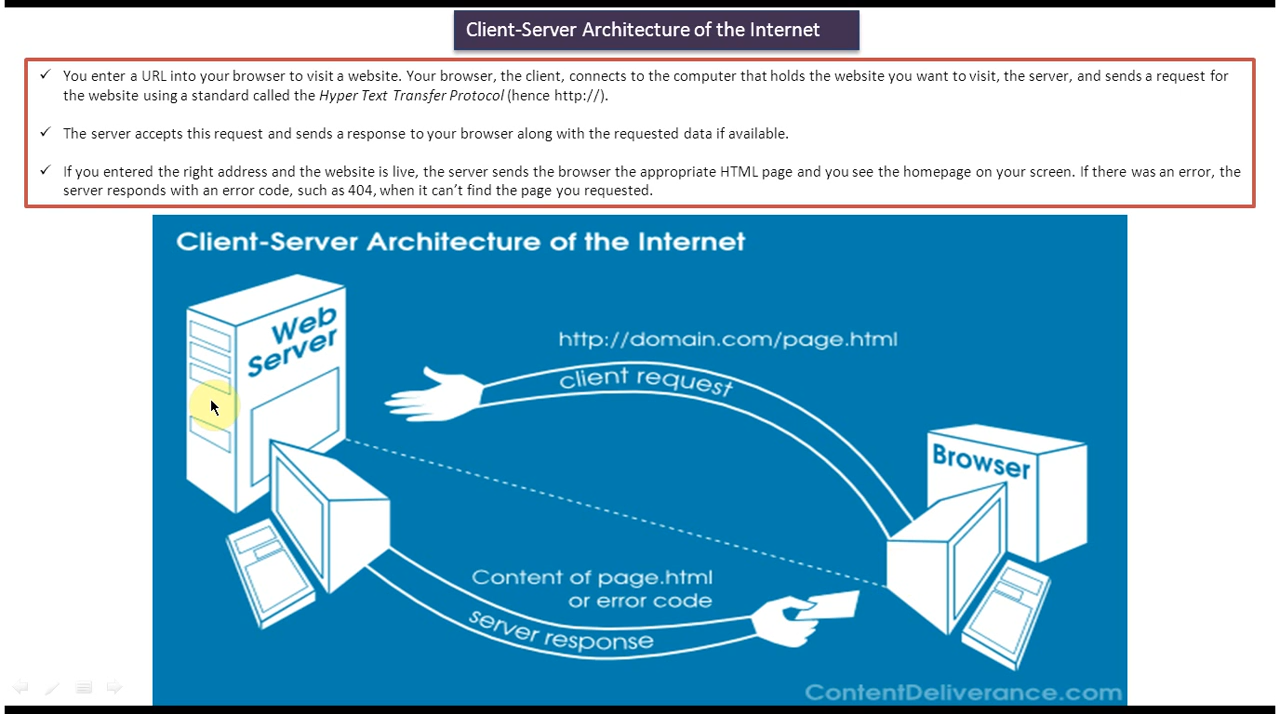 Client-Server Architecture of the Internet
✓ You enter a URL into your browser to visit a website. Your browser, the client, connects to the computer that holds the website you want to visit, the server, and sends a request for
the website using a standard called the Hyper Text Transfer Protocol (hence http://).
✓ The server accepts this request and sends a response to your browser along with the requested data if available.
✓ If you entered the right address and the website is live, the server sends the browser the appropriate HTML page and you see the homepage on your screen. If there was an error, the
server responds with an error code, such as 404, when it can't find the page you requested.
Client-Server Architecture of the Internet
Web
Server
http://domain.com/page.html
client request
Browser
Content of page.html
or error code
server response
ContentDeliverance.com